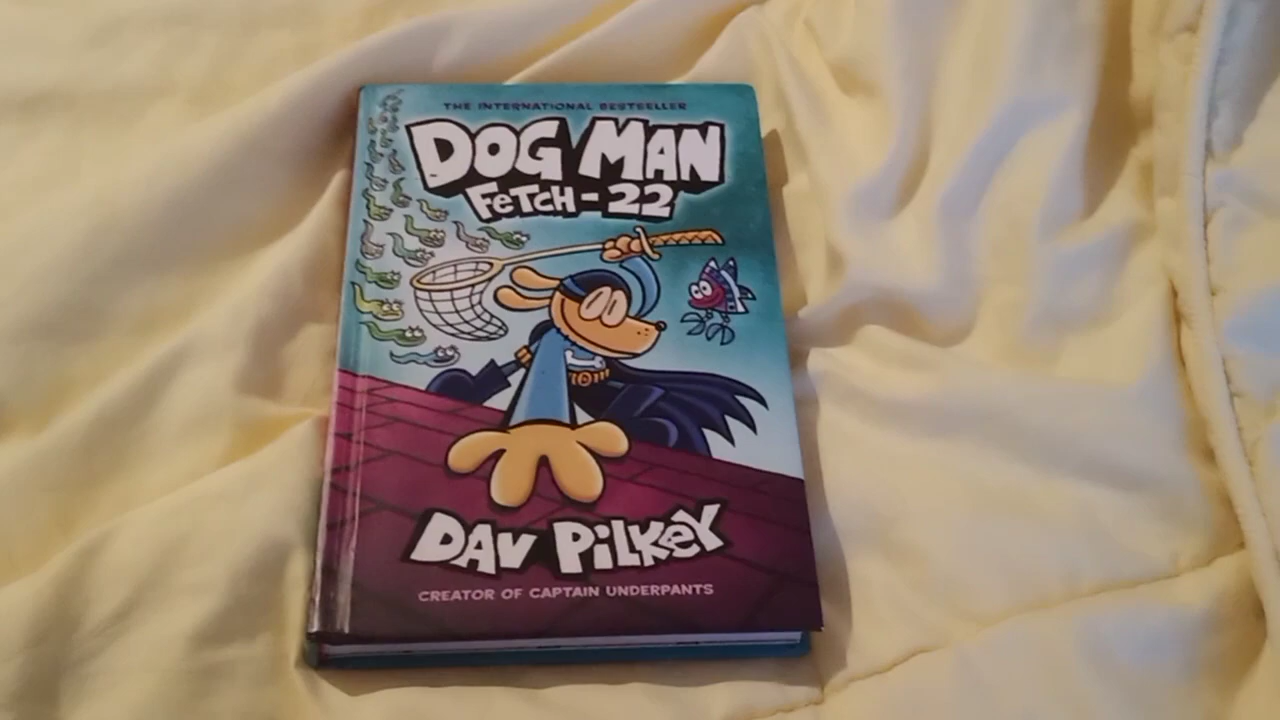 THE INTERNATIONAL BESTSELLER
DOG MAN
FeTCH-22
DAV PiLKeY
CREATOR OF CAPTAIN UNDERPANTS